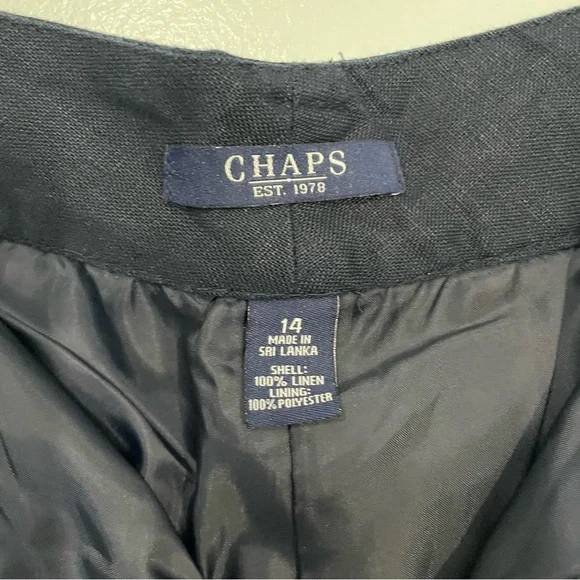 CHAPS
EST. 1978
14
MADE IN
SRI LANKA
SHELL:
100% LINEN
LINING:
100% POLYESTER